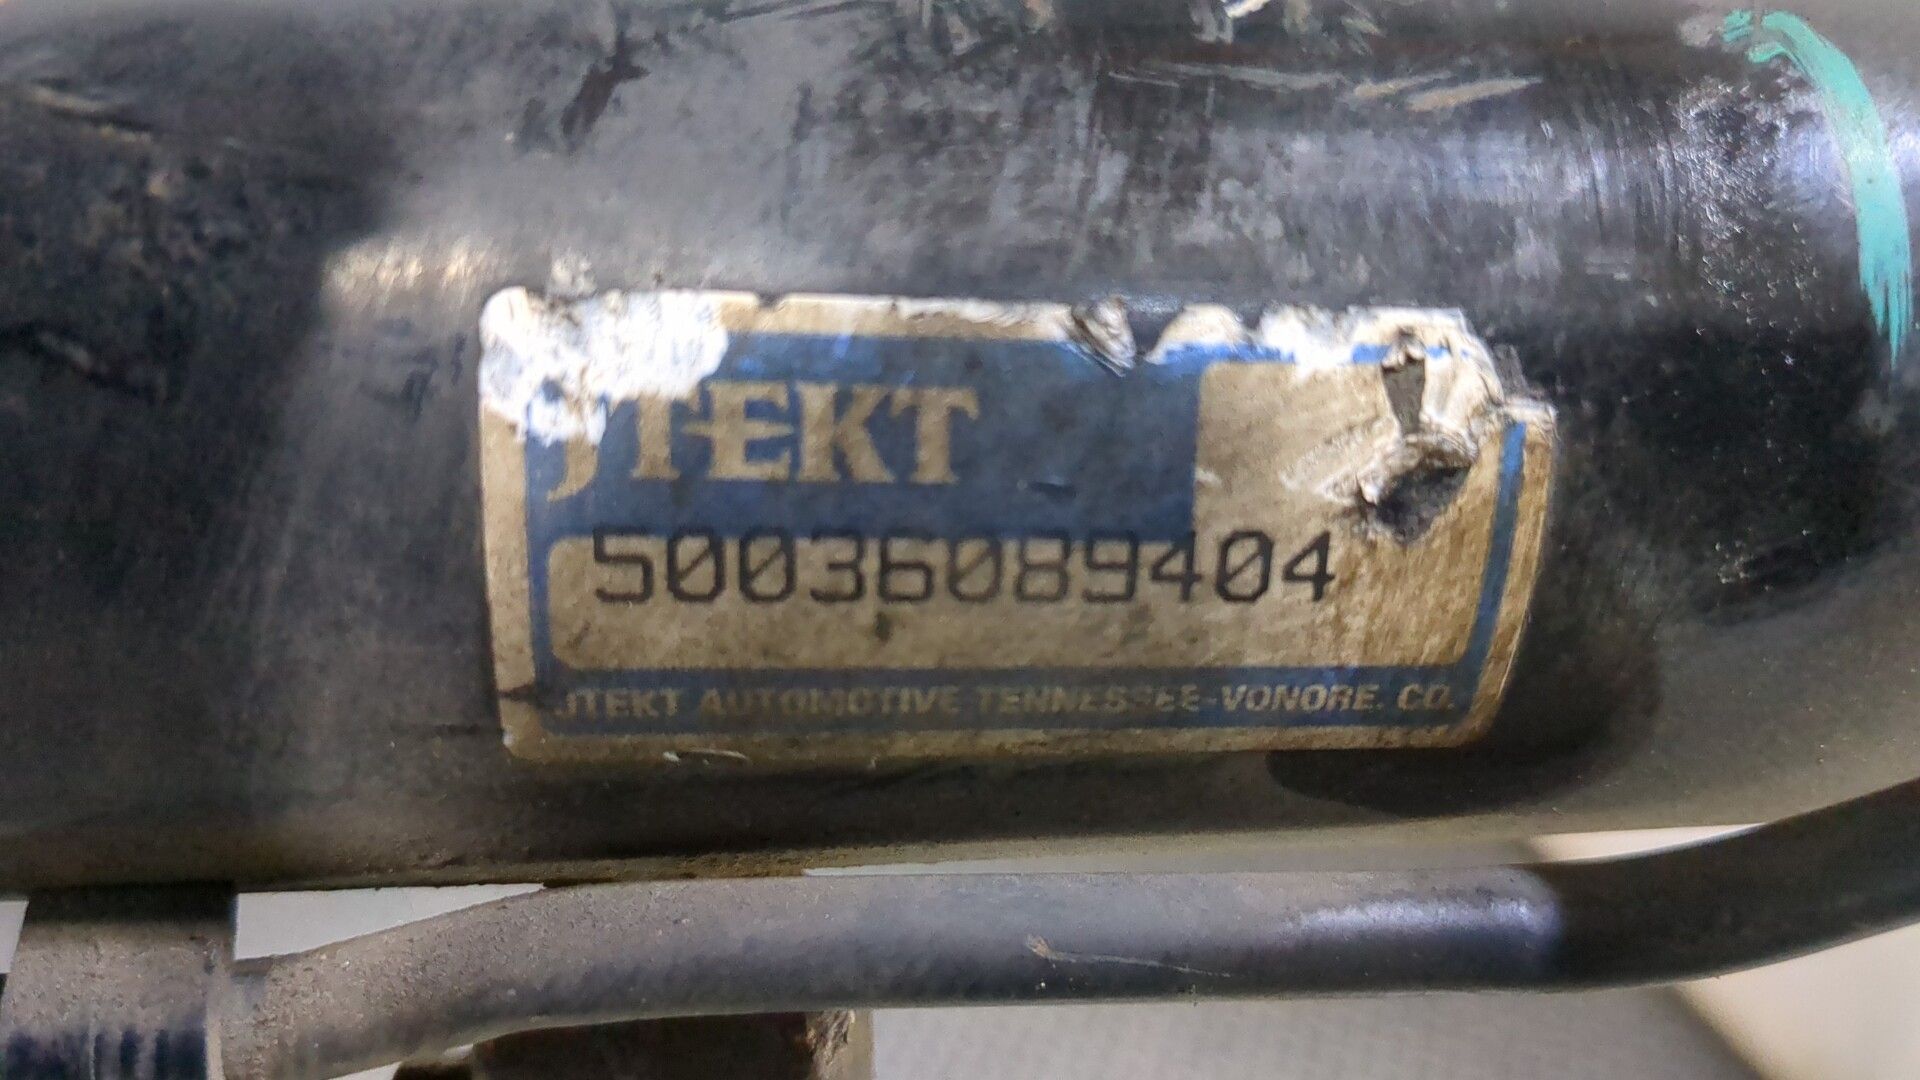 JTEKT
50036089404
JTEKT AUTOMOTIVE TENNESSEE-VONORE. CO.